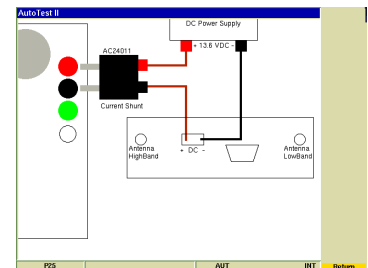 AutoTest II
DC Power Supply
+ 13.6 VDC -
AC24011
Current Shunt
Antenna
HighBand
+ DC -
Antenna
LowBand
P25 AUT INT Return